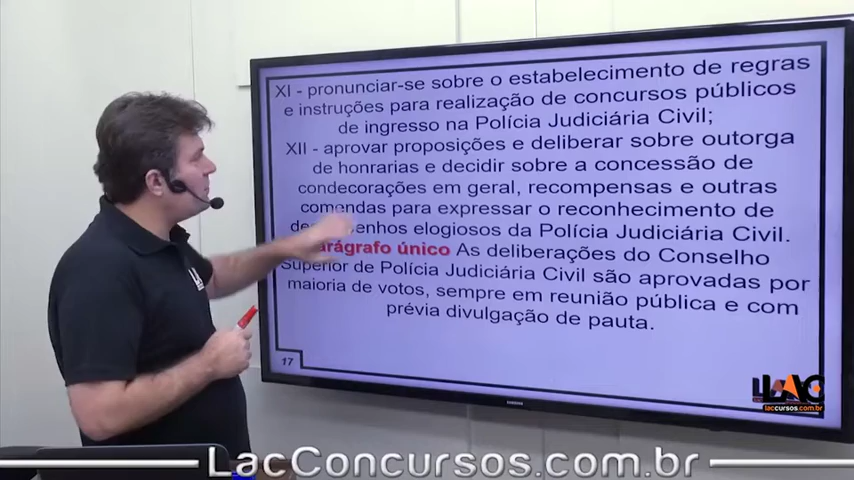 XI - pronunciar-se sobre o estabelecimento de regras
e instruções para realização de concursos públicos
de ingresso na Polícia Judiciária Civil;
XII - aprovar proposições e deliberar sobre outorga
de honrarias e decidir sobre a concessão de
condecorações em geral, recompensas e outras
comendas para expressar o reconhecimento de
elogiosos da Polícia Judiciária Civil.
Parágrafo único As deliberações do Conselho
Superior de Polícia Judiciária Civil são aprovadas por
maioria de votos, sempre em reunião pública e com
prévia divulgação de pauta.
17
LAC
laccursos.com.br
LacConcursos.com.br